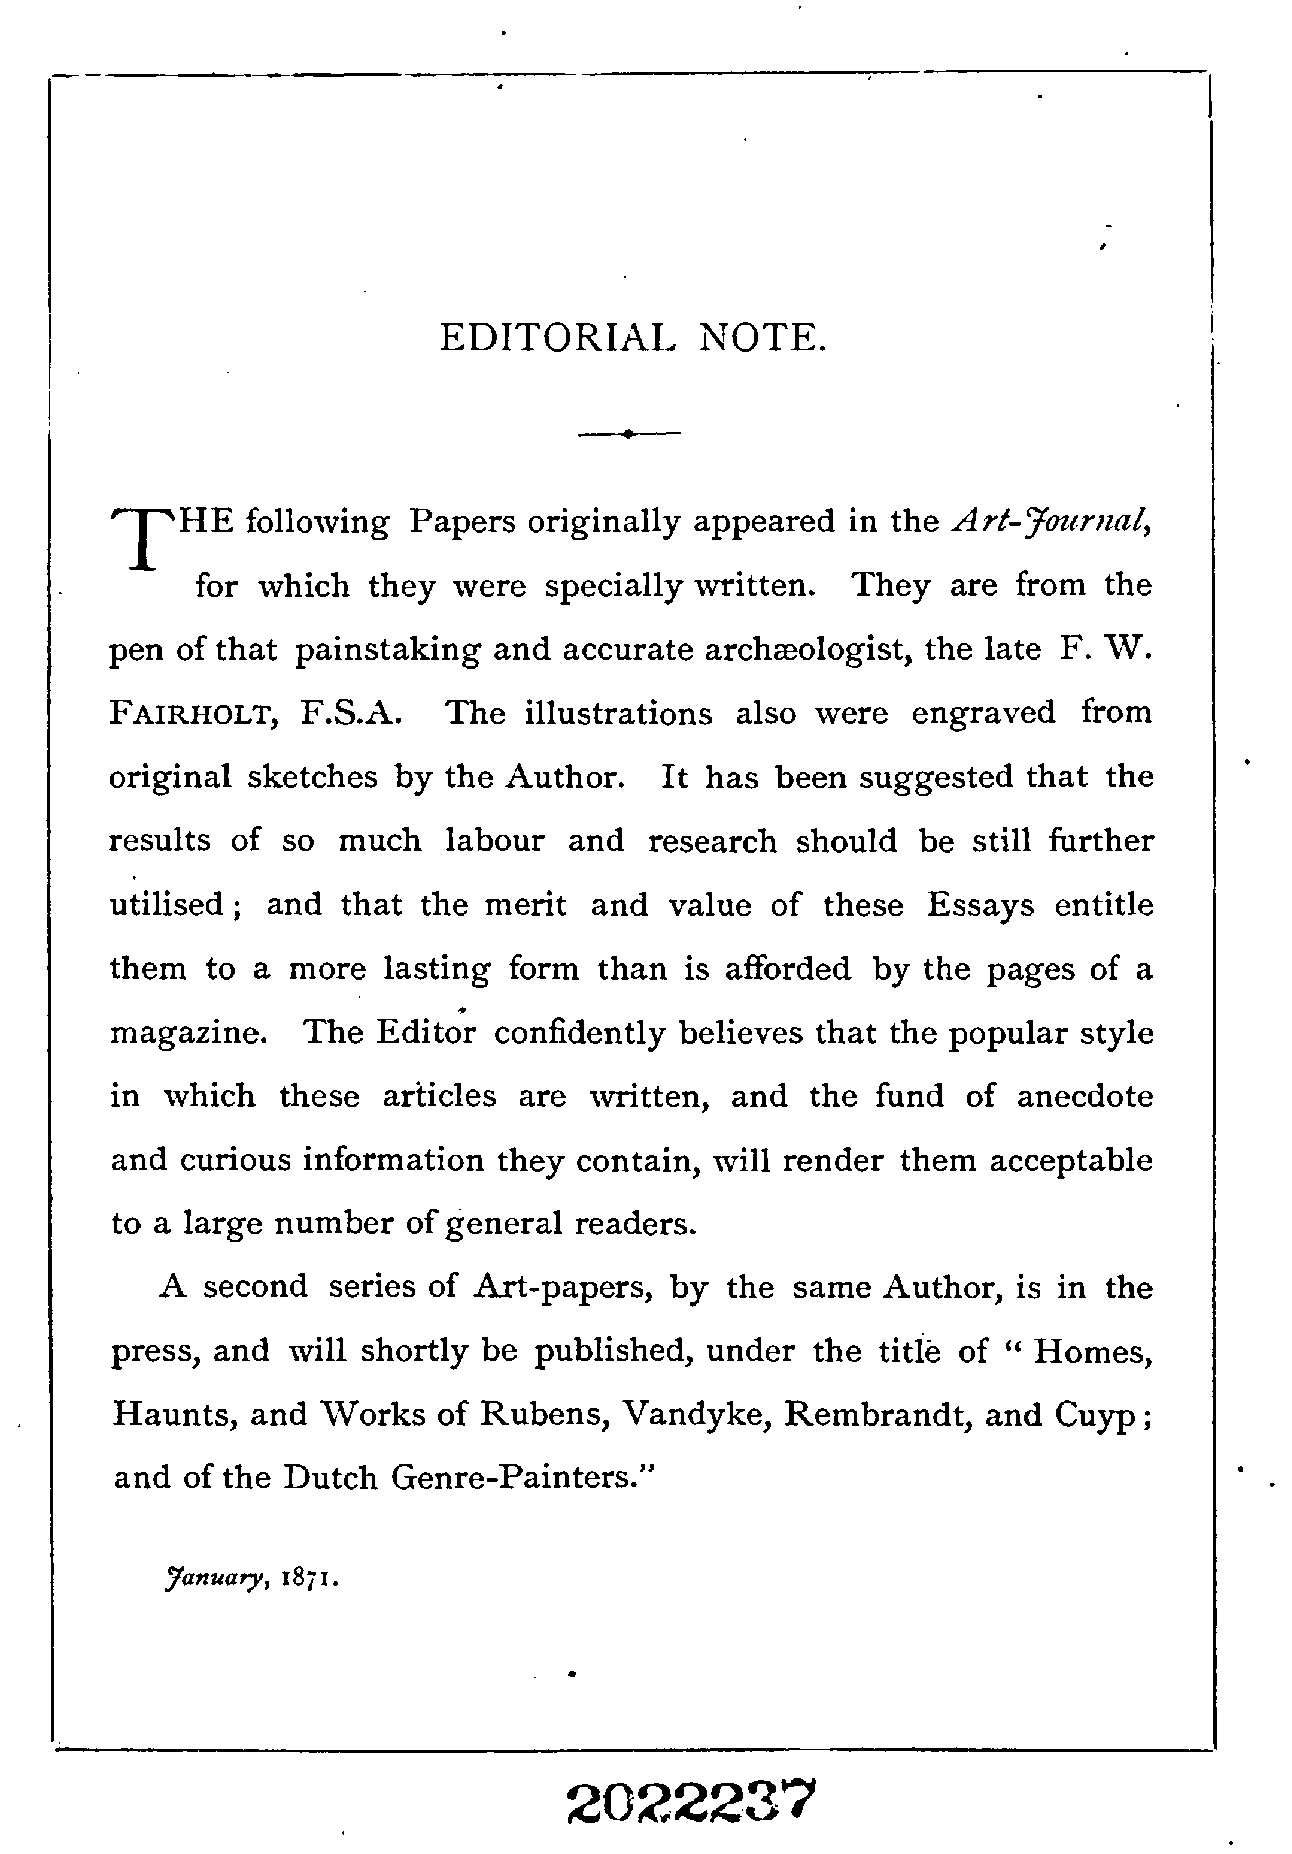 EDITORIAL NOTE.
THE following Papers originally appeared in the Art-Journal,
for which they were specially written. They are from the
pen of that painstaking and accurate archæologist, the late F. W.
FAIRHOLT, F.S.A. The illustrations also were engraved from
original sketches by the Author. It has been suggested that the
results of so much labour and research should be still further
utilised; and that the merit and value of these Essays entitle
them to a more lasting form than is afforded by the pages of a
magazine. The Editor confidently believes that the popular style
in which these articles are written, and the fund of anecdote
and curious information they contain, will render them acceptable
to a large number of general readers.
A second series of Art-papers, by the same Author, is in the
press, and will shortly be published, under the title of “ Homes,
Haunts, and Works of Rubens, Vandyke, Rembrandt, and Cuyp;
and of the Dutch Genre-Painters.”
January, 1871.
2022237